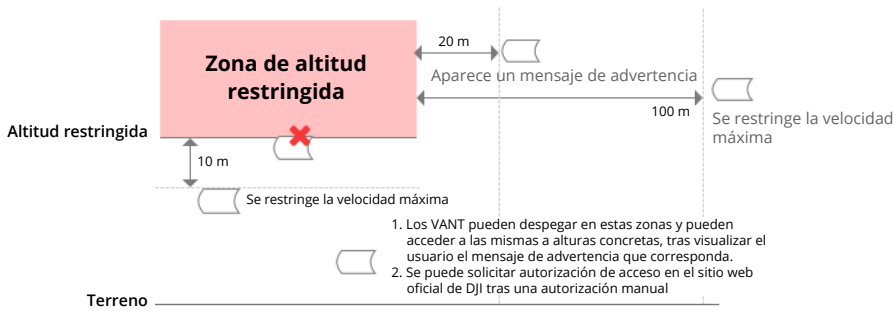 Zona de altitud
restringida
20 m
Aparece un mensaje de advertencia
100 m
Se restringe la velocidad
máxima
Altitud restringida
10 m
Se restringe la velocidad máxima
1. Los VANT pueden despegar en estas zonas y pueden
acceder a las mismas a alturas concretas, tras visualizar el
usuario el mensaje de advertencia que corresponda.
2. Se puede solicitar autorización de acceso en el sitio web
oficial de DJI tras una autorización manual
Terreno